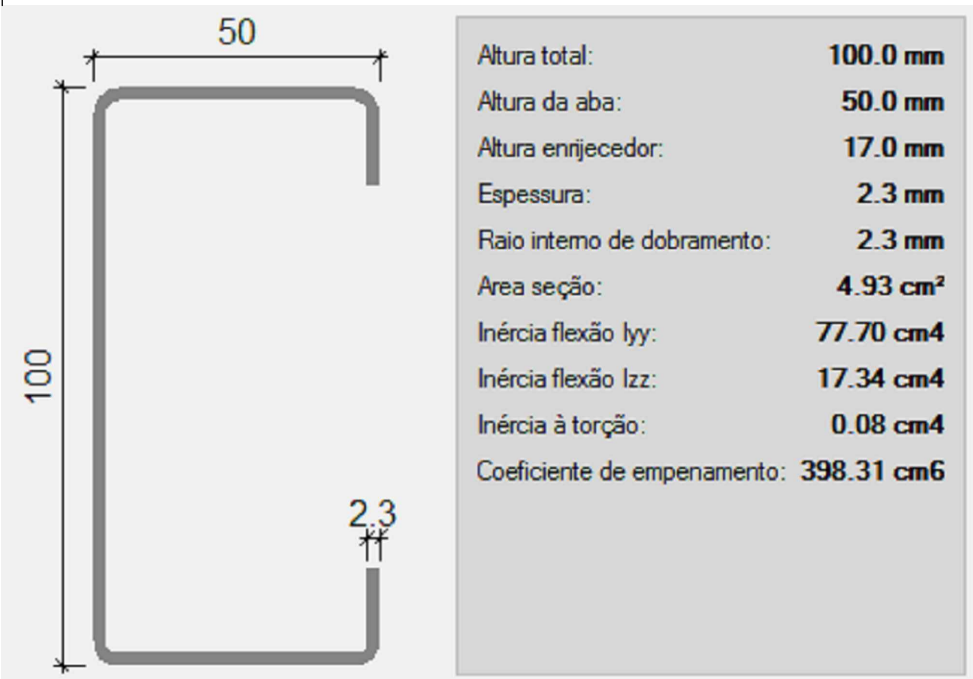 50
100
2.3
Altura total: 100.0 mm
Altura da aba: 50.0 mm
Altura enrijecedor: 17.0 mm
Espessura: 2.3 mm
Raio interno de dobramento: 2.3 mm
Area seção: 4.93 cm²
Inércia flexão Iyy: 77.70 cm4
Inércia flexão Izz: 17.34 cm4
Inércia à torção: 0.08 cm4
Coeficiente de empenamento: 398.31 cm6